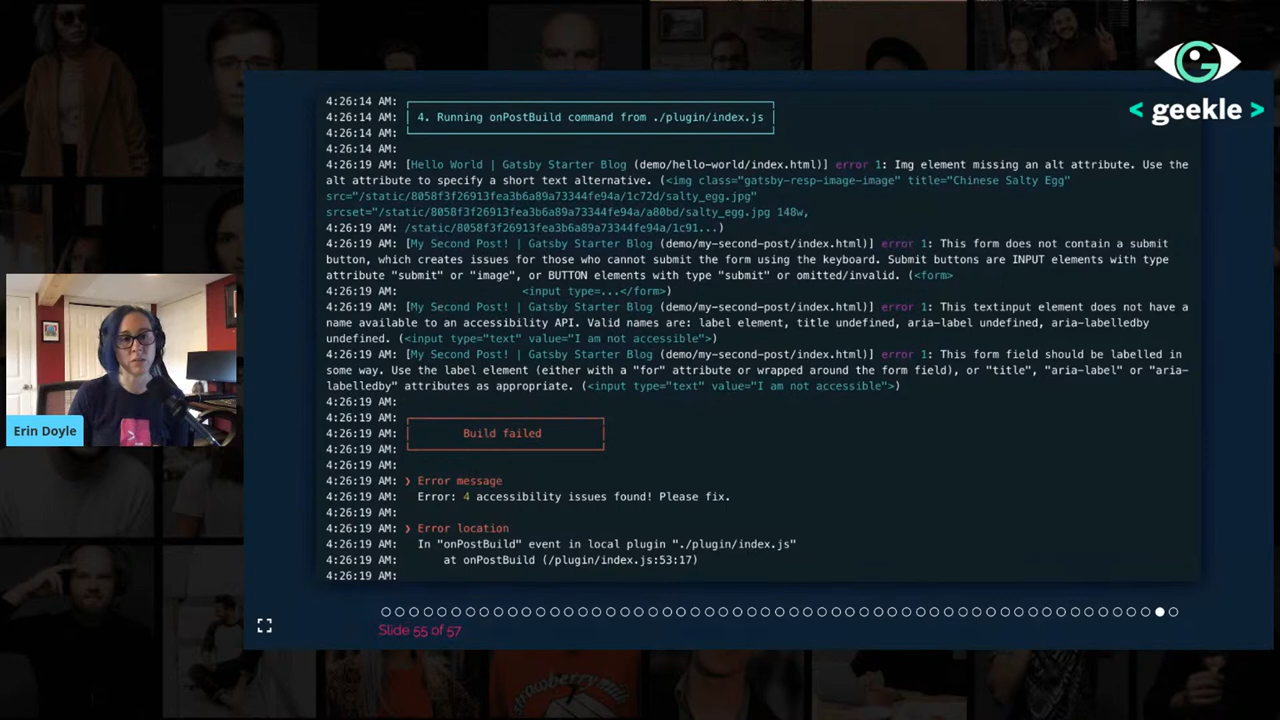 G
< geekle >
4:26:14 AM:
4:26:14 AM: 4. Running onPostBuild command from ./plugin/index.js
4:26:14 AM:
4:26:14 AM:
4:26:19 AM: [Hello World | Gatsby Starter Blog (demo/hello-world/index.html)] error 1: Img element missing an alt attribute. Use the
alt attribute to specify a short text alternative. (<img class="gatsby-resp-image-image" title="Chinese Salty Egg"
src="/static/8058f3f26913fea3b6a89a73344fe94a/1c72d/salty_egg.jpg"
srcset="/static/8058f3f26913fea3b6a89a73344fe94a/a80bd/salty_egg.jpg 148w,
4:26:19 AM: /static/8058f3f26913fea3b6a89a73344fe94a/1c91...)
4:26:19 AM: [My Second Post! | Gatsby Starter Blog (demo/my-second-post/index.html)] error 1: This form does not contain a submit
button, which creates issues for those who cannot submit the form using the keyboard. Submit buttons are INPUT elements with type
attribute "submit" or "image", or BUTTON elements with type "submit" or omitted/invalid. (<form>
4:26:19 AM: <input type=...</form>)
4:26:19 AM: [My Second Post! | Gatsby Starter Blog (demo/my-second-post/index.html)] error 1: This textinput element does not have a
name available to an accessibility API. Valid names are: label element, title undefined, aria-label undefined, aria-labelledby
undefined. (<input type="text" value="I am not accessible">)
4:26:19 AM: [My Second Post! | Gatsby Starter Blog (demo/my-second-post/index.html)] error 1: This form field should be labelled in
some way. Use the label element (either with a "for" attribute or wrapped around the form field), or "title", "aria-label" or "aria-
labelledby" attributes as appropriate. (<input type="text" value="I am not accessible">)
4:26:19 AM:
4:26:19 AM:
4:26:19 AM: Build failed
4:26:19 AM:
4:26:19 AM:
4:26:19 AM: ❯ Error message
4:26:19 AM: Error: 4 accessibility issues found! Please fix.
4:26:19 AM:
4:26:19 AM: ❯ Error location
4:26:19 AM: In "onPostBuild" event in local plugin "./plugin/index.js"
4:26:19 AM: at onPostBuild (/plugin/index.js:53:17)
4:26:19 AM:
Erin Doyle
Slide 55 of 57